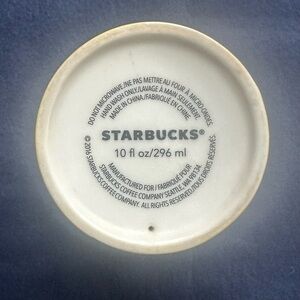 DO NOT MICROWAVE./NE PAS METTRE AU FOUR À MICRO-ONDES
HAND WASH ONLY/LAVAGE À MAIN SEULEMENT.
MADE IN CHINA/FABRIQUÉ EN CHINE.
STARBUCKS®
10 fl oz/296 ml
MANUFACTURED FOR / FABRIQUÉ POUR
STARBUCKS COFFEE COMPANY SEATTLE, WA 98134.
© 2016 STARBUCKS COFFEE COMPANY. ALL RIGHTS RESERVED./TOUS DROITS RÉSERVÉS.